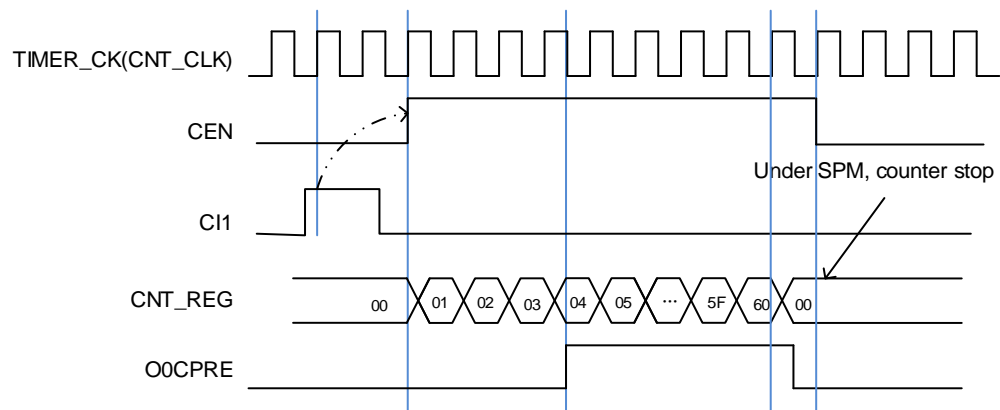 TIMER_CK(CNT_CLK)
CEN
Under SPM, counter stop
CI1
CNT_REG 00 01 02 03 04 05 ... 5F 60 00
O0CPRE